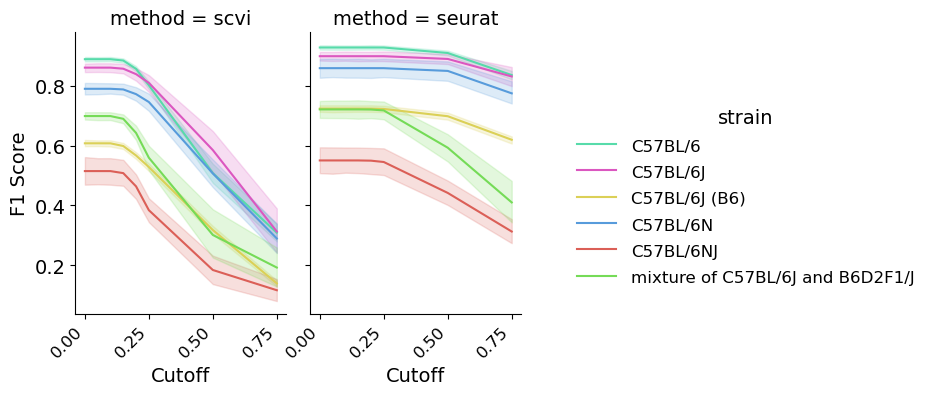 method = scvi
method = seurat
F1 Score
0.8
0.6
0.4
0.2
0.00
0.25
0.50
0.75
Cutoff
0.00
0.25
0.50
0.75
Cutoff
strain
C57BL/6
C57BL/6J
C57BL/6J (B6)
C57BL/6N
C57BL/6NJ
mixture of C57BL/6J and B6D2F1/J